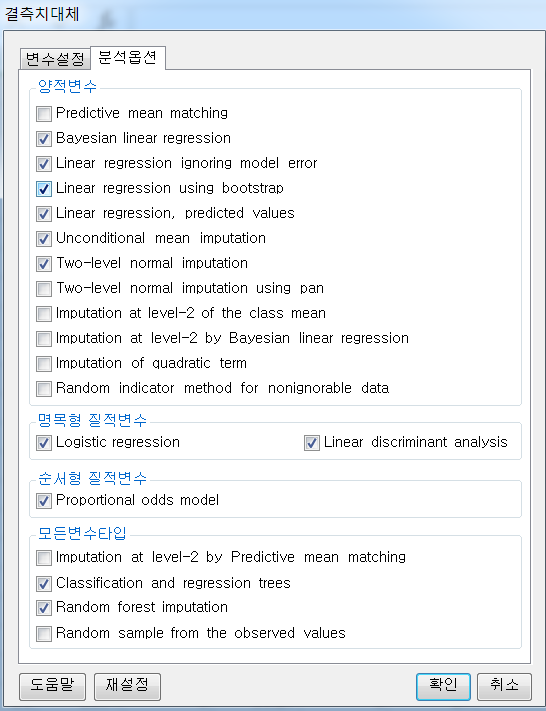 결측치대체
변수설정 분석옵션
양적변수
Predictive mean matching
Bayesian linear regression
Linear regression ignoring model error
Linear regression using bootstrap
Linear regression, predicted values
Unconditional mean imputation
Two-level normal imputation
Two-level normal imputation using pan
Imputation at level-2 of the class mean
Imputation at level-2 by Bayesian linear regression
Imputation of quadratic term
Random indicator method for nonignorable data
명목형 질적변수
Logistic regression Linear discriminant analysis
순서형 질적변수
Proportional odds model
모든변수타입
Imputation at level-2 by Predictive mean matching
Classification and regression trees
Random forest imputation
Random sample from the observed values
도움말 재설정 확인 취소